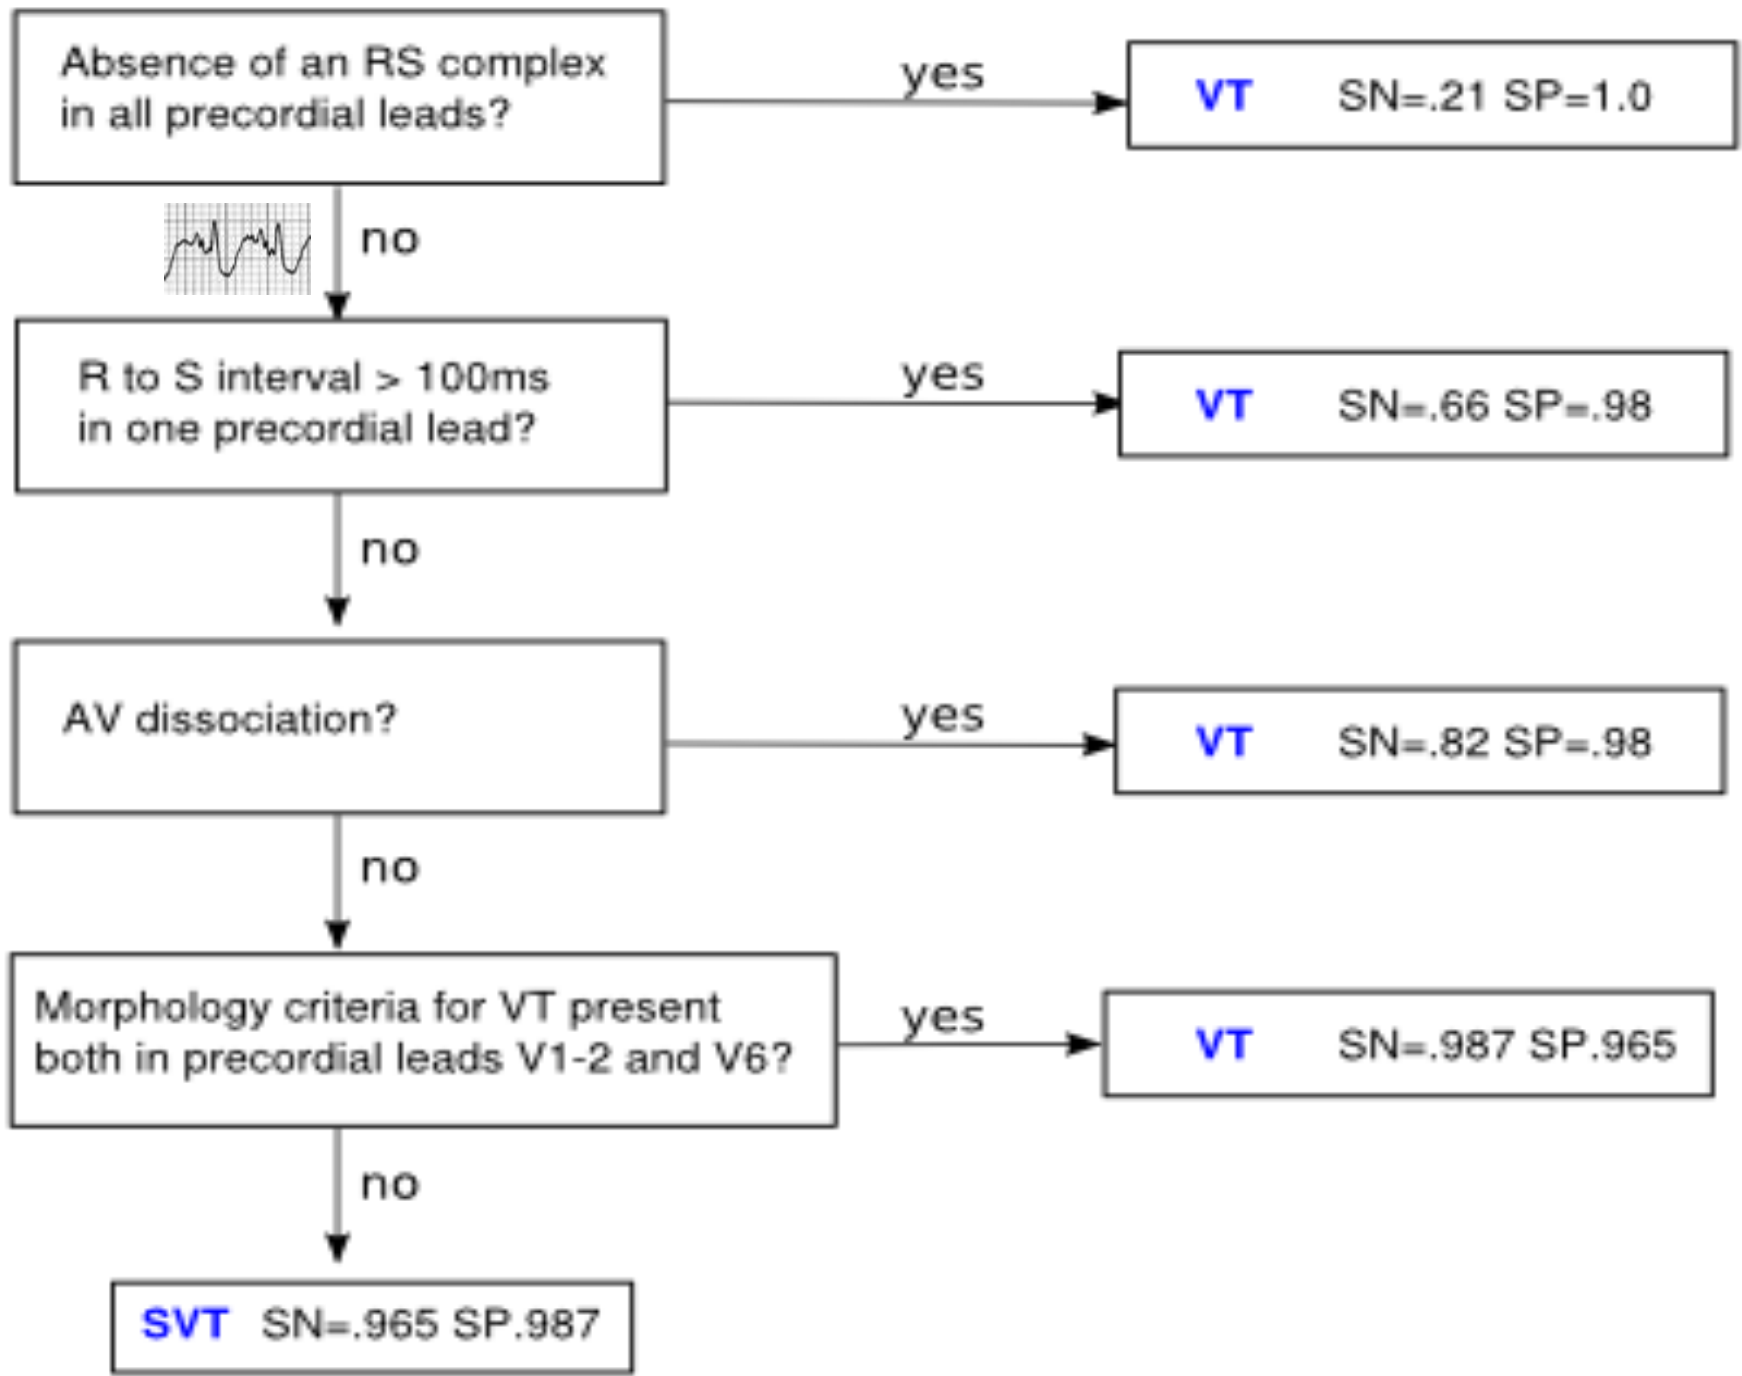 Absence of an RS complex
in all precordial leads?
yes
VT SN=.21 SP=1.0
no
R to S interval > 100ms
in one precordial lead?
yes
VT SN=.66 SP=.98
no
AV dissociation?
yes
VT SN=.82 SP=.98
no
Morphology criteria for VT present
both in precordial leads V1-2 and V6?
yes
VT SN=.987 SP.965
no
SVT SN=.965 SP.987